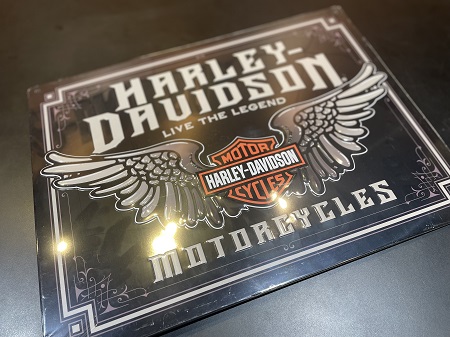 HARLEY-
DAVIDSON®
LIVE THE LEGEND
MOTOR
HARLEY-DAVIDSON
CYCLES
MOTORCYCLES